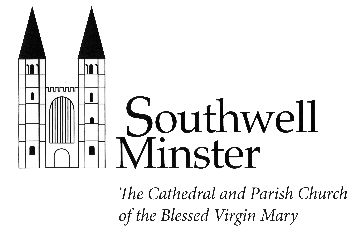 Southwell
Minster
The Cathedral and Parish Church
of the Blessed Virgin Mary